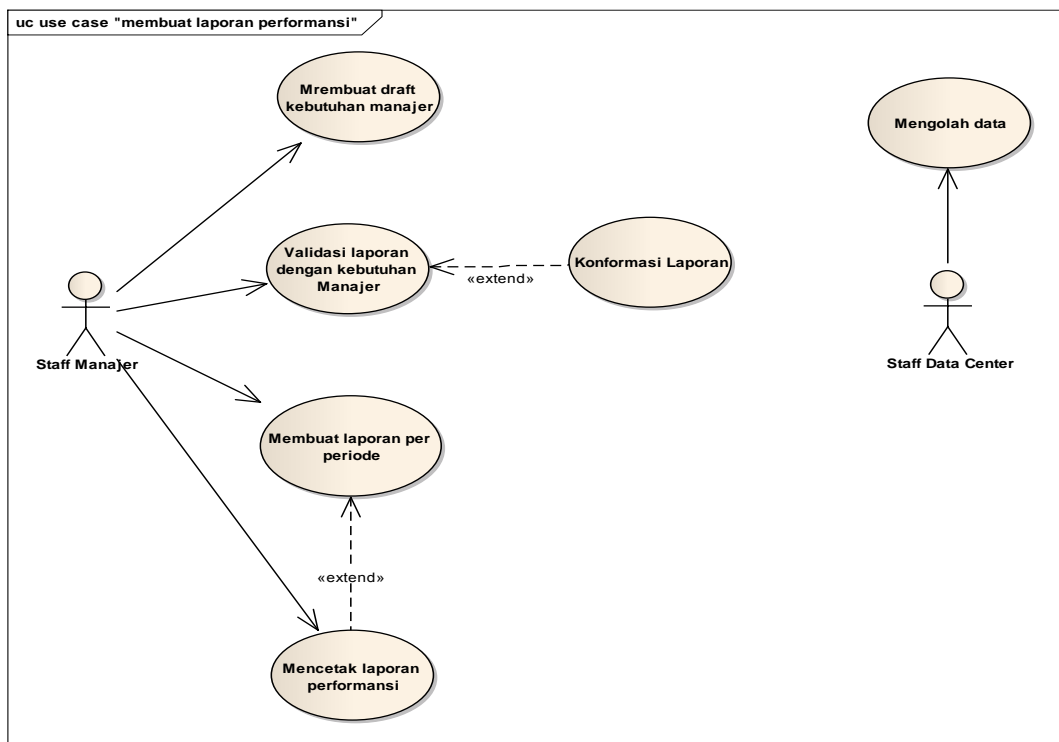 uc use case "membuat laporan performansi"
Mrembuat draft
kebutuhan manajer
Mengolah data
Validasi laporan
dengan kebutuhan
Manajer
«extend»
Konformasi Laporan
Staff Manajer
Staff Data Center
Membuat laporan per
periode
«extend»
Mencetak laporan
performansi